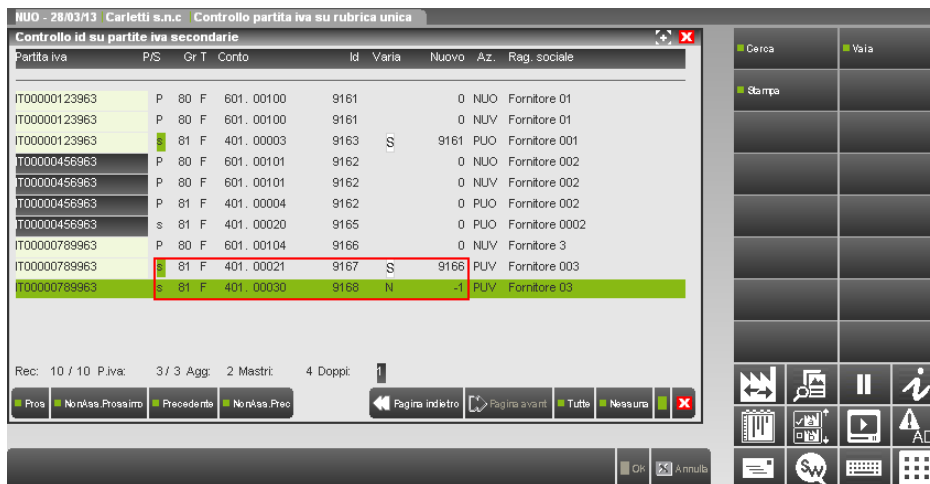 NUO - 28/03/13 Carletti s.n.c Controllo partita iva su rubrica unica
Controllo id su partite iva secondarie
Partita iva P/S Gr T Conto Id Varia Nuovo Az. Rag. sociale
IT00000123963 P 80 F 601. 00100 9161 0 NUO Fornitore 01
IT00000123963 P 80 F 601. 00100 9161 0 NUV Fornitore 01
IT00000123963 s 81 F 401. 00003 9163 S 9161 PUO Fornitore 001
IT00000456963 P 80 F 601. 00101 9162 0 NUO Fornitore 002
IT00000456963 P 80 F 601. 00101 9162 0 NUV Fornitore 002
IT00000456963 P 81 F 401. 00004 9162 0 PUO Fornitore 002
IT00000456963 s 81 F 401. 00020 9165 0 PUO Fornitore 0002
IT00000789963 P 80 F 601. 00104 9166 0 NUV Fornitore 3
IT00000789963 s 81 F 401. 00021 9167 S 9166 PUV Fornitore 003
IT00000789963 s 81 F 401. 00030 9168 N -1 PUV Fornitore 03
Rec: 10 / 10 P.iva: 3 / 3 Agg: 2 Mastri: 4 Doppi: 1
Pros NonAss.Prossimo Precedente NonAss.Prec Pagina indietro Pagina avant Tutte Nessuna
Ok Annulla
Cerca Vai a
Stampa
SW
AD